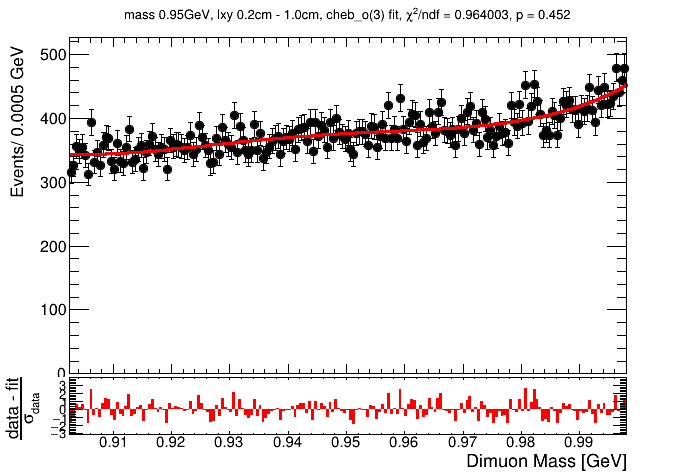 mass 0.95GeV, lxy 0.2cm - 1.0cm, cheb_o(3) fit, χ²/ndf = 0.964003, p = 0.452
Events/ 0.0005 GeV
500
400
300
200
100
0
data - fit
σdata
3
2
1
0
−1
−2
−3
0.91 0.92 0.93 0.94 0.95 0.96 0.97 0.98 0.99
Dimuon Mass [GeV]